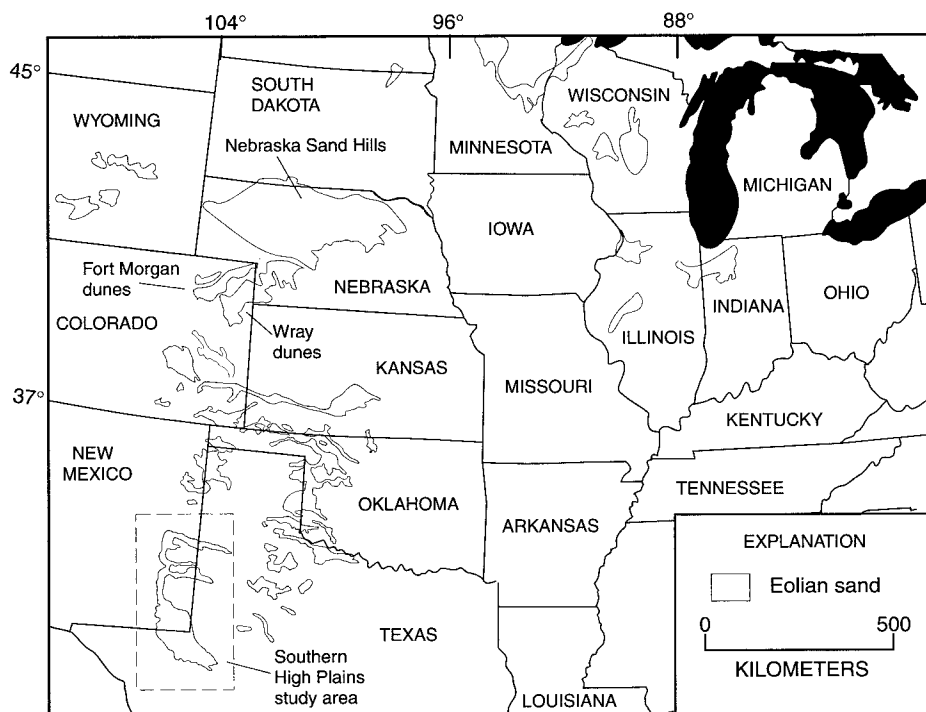 104°
96°
88°
45°
SOUTH
DAKOTA
WISCONSIN
WYOMING
Nebraska Sand Hills
MINNESOTA
MICHIGAN
IOWA
Fort Morgan
dunes
NEBRASKA
OHIO
COLORADO
INDIANA
ILLINOIS
Wray
dunes
KANSAS
MISSOURI
37°
KENTUCKY
NEW
MEXICO
OKLAHOMA
TENNESSEE
ARKANSAS
EXPLANATION
Eolian sand
0
500
KILOMETERS
TEXAS
Southern
High Plains
study area
LOUISIANA